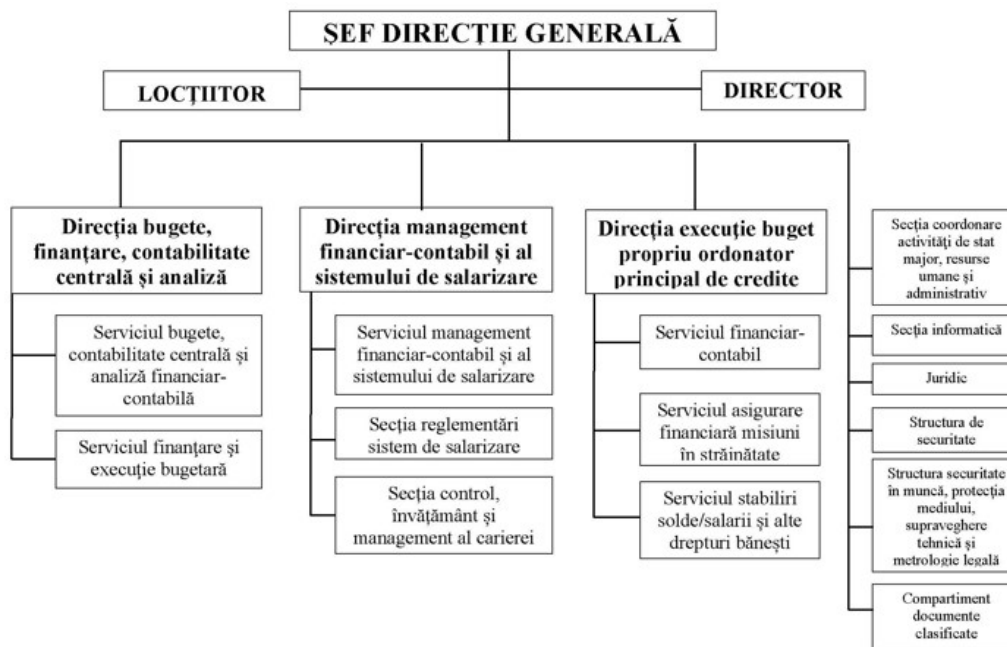 ȘEF DIRECȚIE GENERALĂ
LOCȚIITOR
DIRECTOR
Direcția bugete,
finanțare, contabilitate
centrală și analiză
Serviciul bugete,
contabilitate centrală și
analiză financiar-
contabilă
Serviciul finanțare și
execuție bugetară
Direcția management
financiar-contabil și al
sistemului de salarizare
Serviciul management
financiar-contabil și al
sistemului de salarizare
Secția reglementări
sistem de salarizare
Secția control,
învățământ și
management al carierei
Direcția execuție buget
propriu ordonator
principal de credite
Serviciul financiar-
contabil
Serviciul asigurare
financiară misiuni
în străinătate
Serviciul stabiliri
solde/salarii și alte
drepturi bănești
Secția coordonare
activități de stat
major, resurse
umane și
administrativ
Secția informatică
Juridic
Structura de
securitate
Structura securitate
în muncă, protecția
mediului,
supraveghere
tehnică și
metrologie legală
Compartiment
documente
clasificate